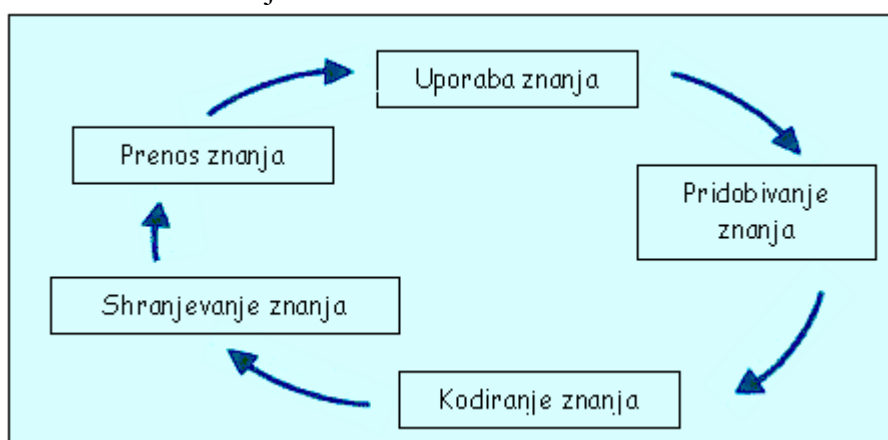 Uporaba znanja
Prenos znanja
Pridobivanje
znanja
Shranjevanje znanja
Kodiranje znanja